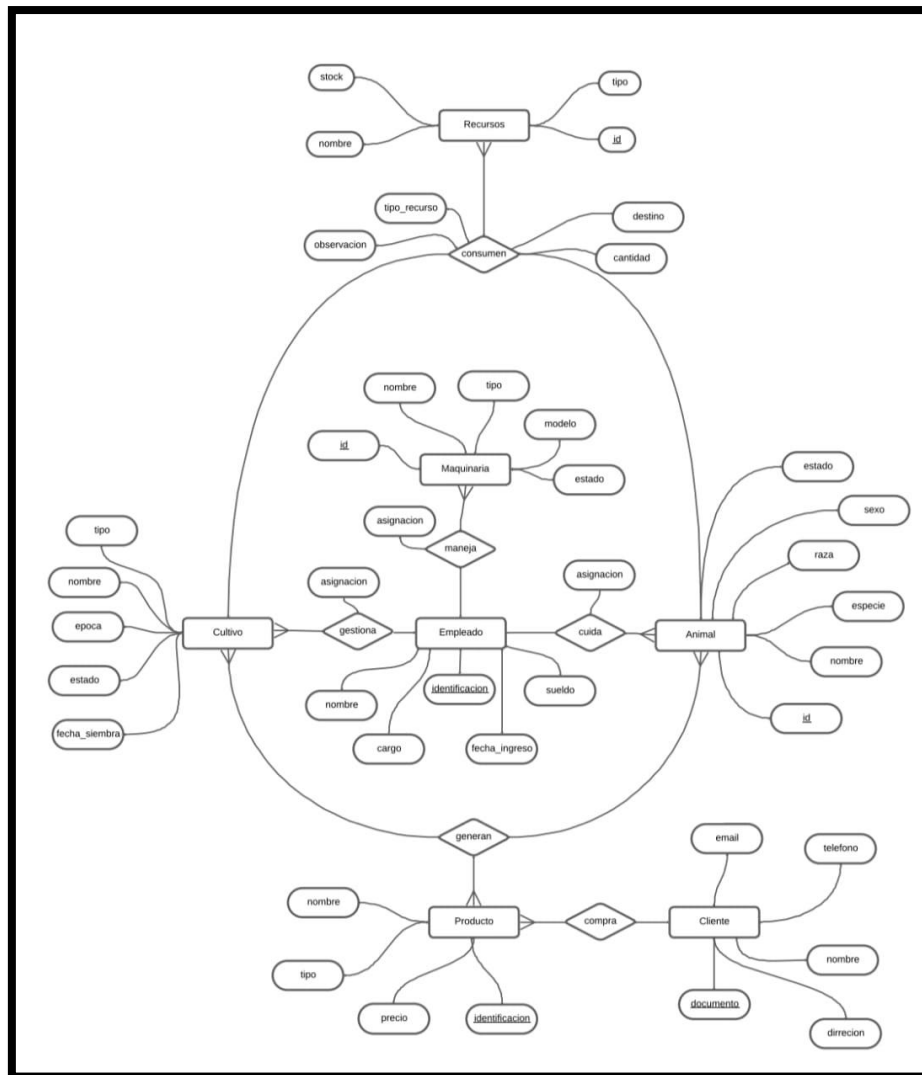 stock
tipo
Recursos
nombre
id
tipo_recurso
destino
observacion
consumen
cantidad
nombre
tipo
modelo
id
Maquinaria
estado
estado
sexo
asignacion
tipo
maneja
raza
asignacion
asignacion
nombre
especie
epoca
Cultivo
gestiona
Empleado
cuida
Animal
nombre
estado
nombre
identificacion
sueldo
id
fecha_siembra
cargo
fecha_ingreso
generan
email
telefono
nombre
Producto
compra
Cliente
nombre
tipo
precio
identificacion
documento
dirrecion